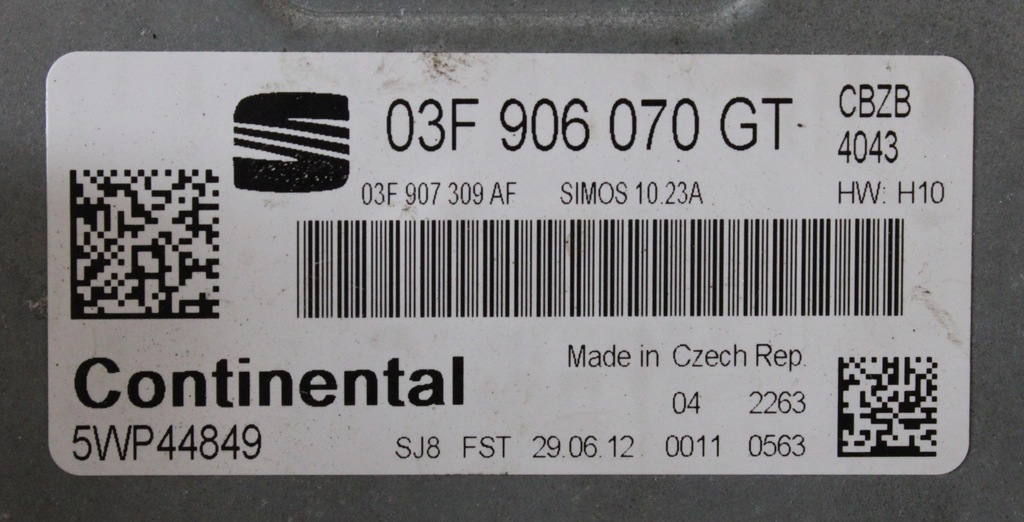 03F 906 070 GT
CBZB
4043
03F 907 309 AF SIMOS 10.23A
HW: H10
Made in Czech Rep.
Continental
04 2263
5WP44849
SJ8 FST 29.06.12 0011 0563